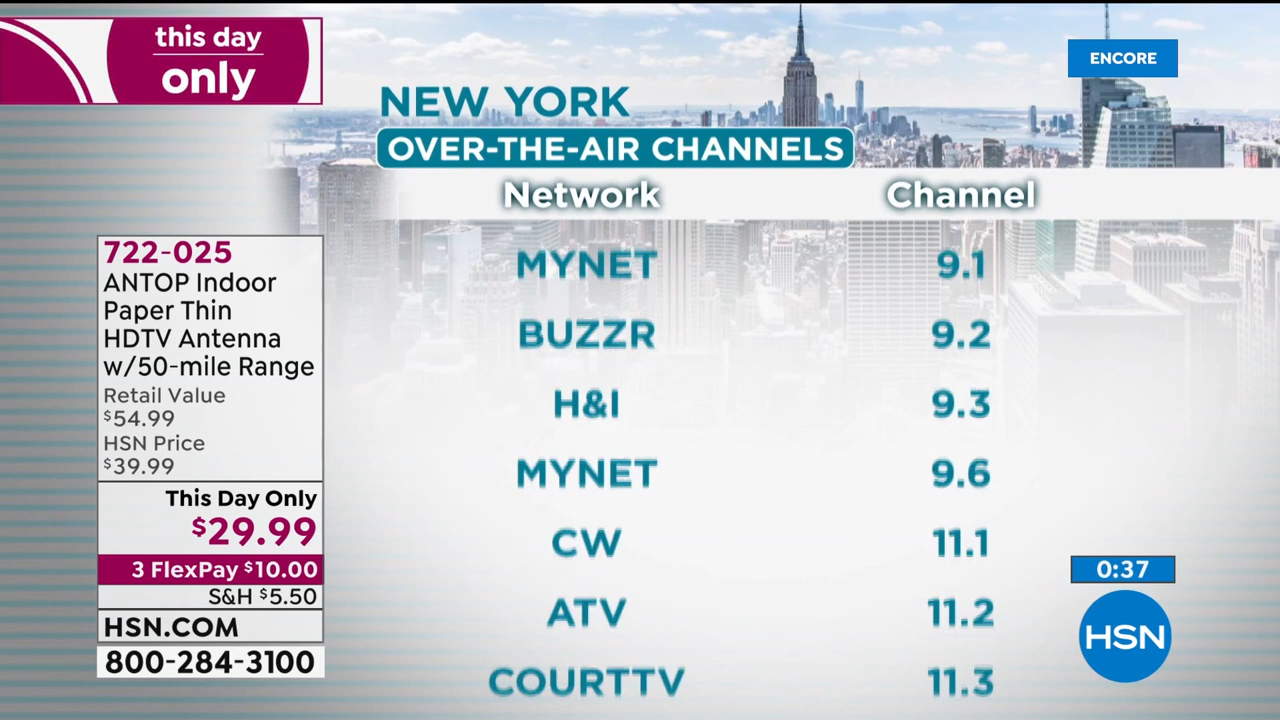 this day
only
ENCORE
NEW YORK
OVER-THE-AIR CHANNELS
Network Channel
MYNET 9.1
BUZZR 9.2
H&I 9.3
MYNET 9.6
CW 11.1
ATV 11.2
COURTTV 11.3
722-025
ANTOP Indoor
Paper Thin
HDTV Antenna
w/50-mile Range
Retail Value
$54.99
HSN Price
$39.99
This Day Only
$29.99
3 FlexPay $10.00
S&H $5.50
HSN.COM
800-284-3100
0:37
HSN